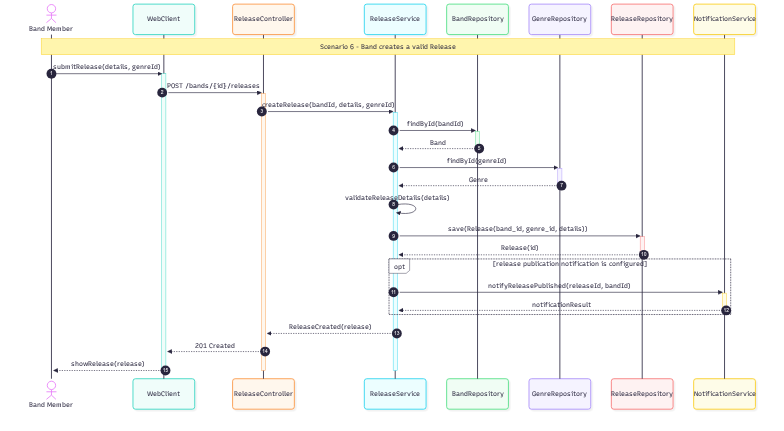 Band Member
WebClient
ReleaseController
ReleaseService
BandRepository
GenreRepository
ReleaseRepository
NotificationService
Scenario 6 - Band creates a valid Release
1
submitRelease(details, genreId)
2
POST /bands/{id}/releases
3
createRelease(bandId, details, genreId)
4
findById(bandId)
Band
5
6
findById(genreId)
Genre
7
validateReleaseDetails(details)
8
9
save(Release(band_id, genre_id, details))
Release(id)
10
opt
[release publication notification is configured]
11
notifyReleasePublished(releaseId, bandId)
notificationResult
12
ReleaseCreated(release)
13
201 Created
14
showRelease(release)
15
Band Member
WebClient
ReleaseController
ReleaseService
BandRepository
GenreRepository
ReleaseRepository
NotificationService